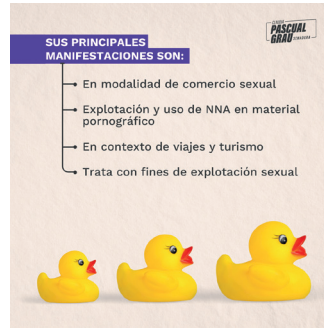 PASCUAL
GRAU
SUS PRINCIPALES
MANIFESTACIONES SON:
En modalidad de comercio sexual
Explotación y uso de NNA en material
pornográfico
En contexto de viajes y turismo
Trata con fines de explotación sexual